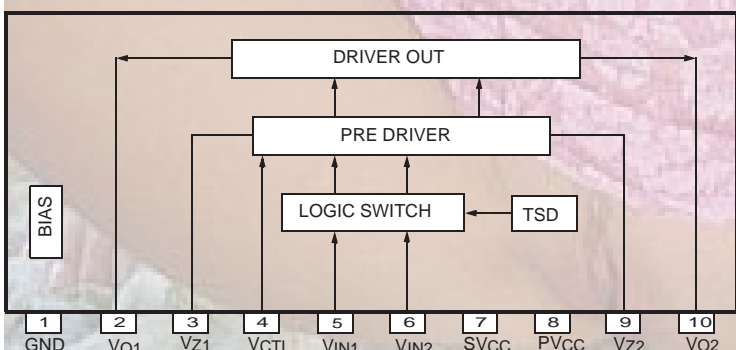 DRIVER OUT
PRE DRIVER
LOGIC SWITCH
TSD
BIAS
1 2 3 4 5 6 7 8 9 10
GND VO1 VZ1 VCTL VIN1 VIN2 SVCC PVCC VZ2 VO2